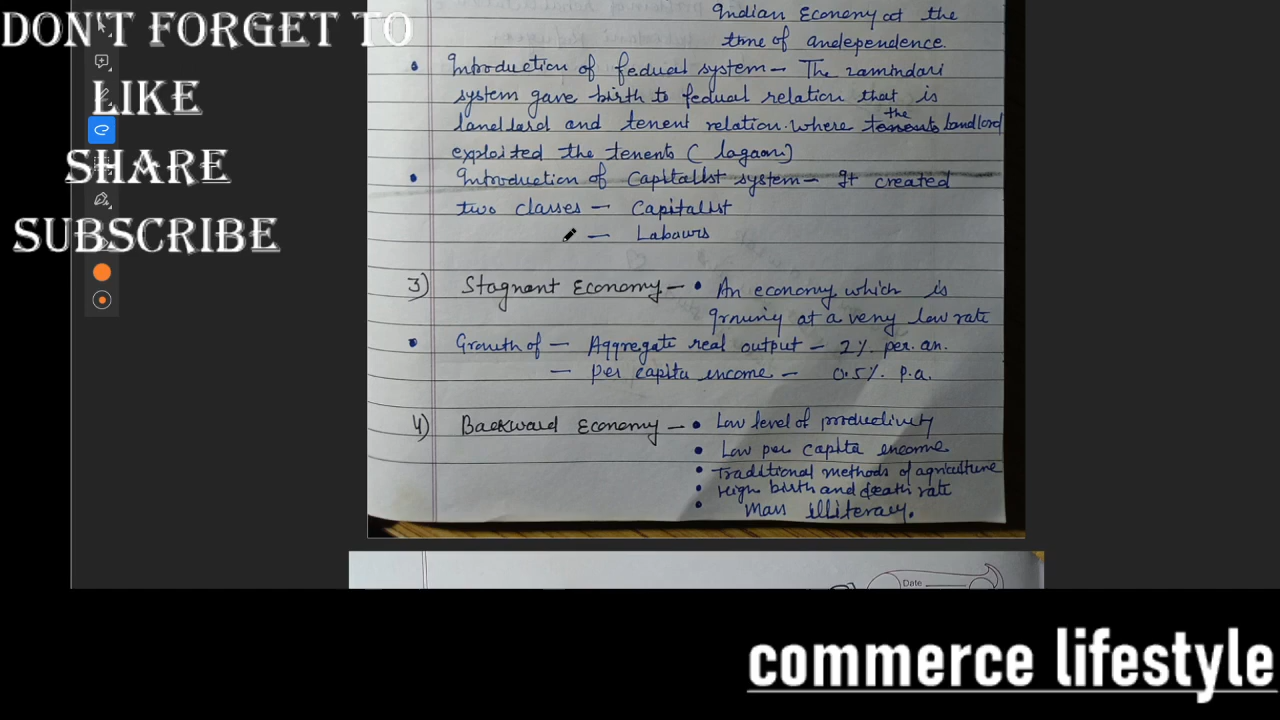 DON'T FORGET TO
LIKE
SHARE
SUBSCRIBE
Indian Economy at the
time of andependence.
• Introduction of fedual system – The zamindari
system gave birth to fedual relation that is
landlard and tenent relation. Where the landlord
exploited the tenents ( lagaan)
• Introduction of Capitalist system – It created
two classes – Capitalist
– Labours
3) Stagnant Economy – • An economy which is
growing at a very low rate
• Growth of – Aggregate real output – 2% per. an.
– per capita encome – 0.5% p.a.
4) Backward Economy – • Low level of productivity
• Low per capita encome
• Traditional methods of agriculture
• High birth and death rate
• Mass illiteracy.
Date
commerce lifestyle